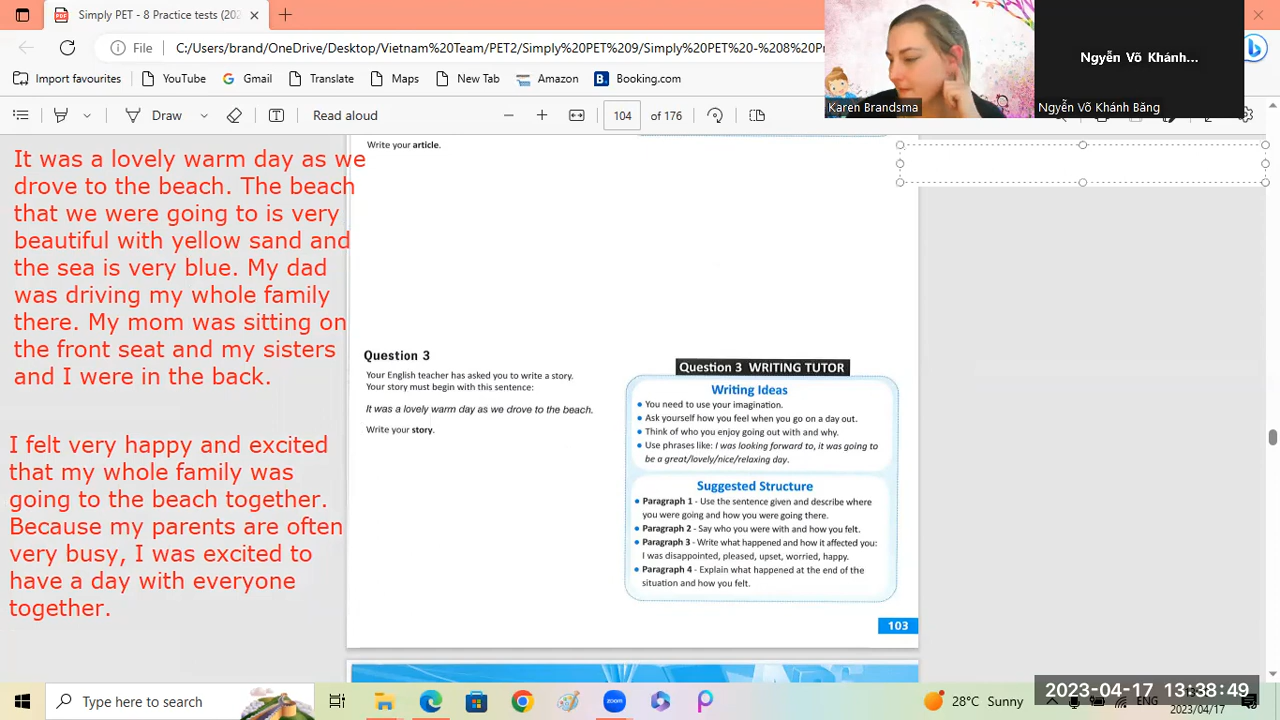 Simply PET - 8 Practice tests (20
File
C:/Users/brand/OneDrive/Desktop/Vietnam%20Team/PET2/Simply%20PET%209/Simply%20PET%20-%208%20Pr
Import favourites
YouTube
Gmail
Translate
Maps
New Tab
Amazon
Booking.com
Draw
Read aloud
104 of 176
Karen Brandsma
Nguyễn Võ Khánh...
Nguyễn Võ Khánh Băng
It was a lovely warm day as we
drove to the beach. The beach
that we were going to is very
beautiful with yellow sand and
the sea is very blue. My dad
was driving my whole family
there. My mom was sitting on
the front seat and my sisters
and I were in the back.
I felt very happy and excited
that my whole family was
going to the beach together.
Because my parents are often
very busy, I was excited to
have a day with everyone
together.
Write your article.
Question 3
Your English teacher has asked you to write a story.
Your story must begin with this sentence:
It was a lovely warm day as we drove to the beach.
Write your story.
Question 3 WRITING TUTOR
Writing Ideas
• You need to use your imagination.
• Ask yourself how you feel when you go on a day out.
• Think of who you enjoy going out with and why.
• Use phrases like: I was looking forward to, it was going to
be a great/lovely/nice/relaxing day.
Suggested Structure
• Paragraph 1 - Use the sentence given and describe where
you were going and how you were going there.
• Paragraph 2 - Say who you were with and how you felt.
• Paragraph 3 - Write what happened and how it affected you:
I was disappointed, pleased, upset, worried, happy.
• Paragraph 4 - Explain what happened at the end of the
situation and how you felt.
103
Type here to search
28°C Sunny
ENG
2023-04-17 13:38:49
2023/04/17